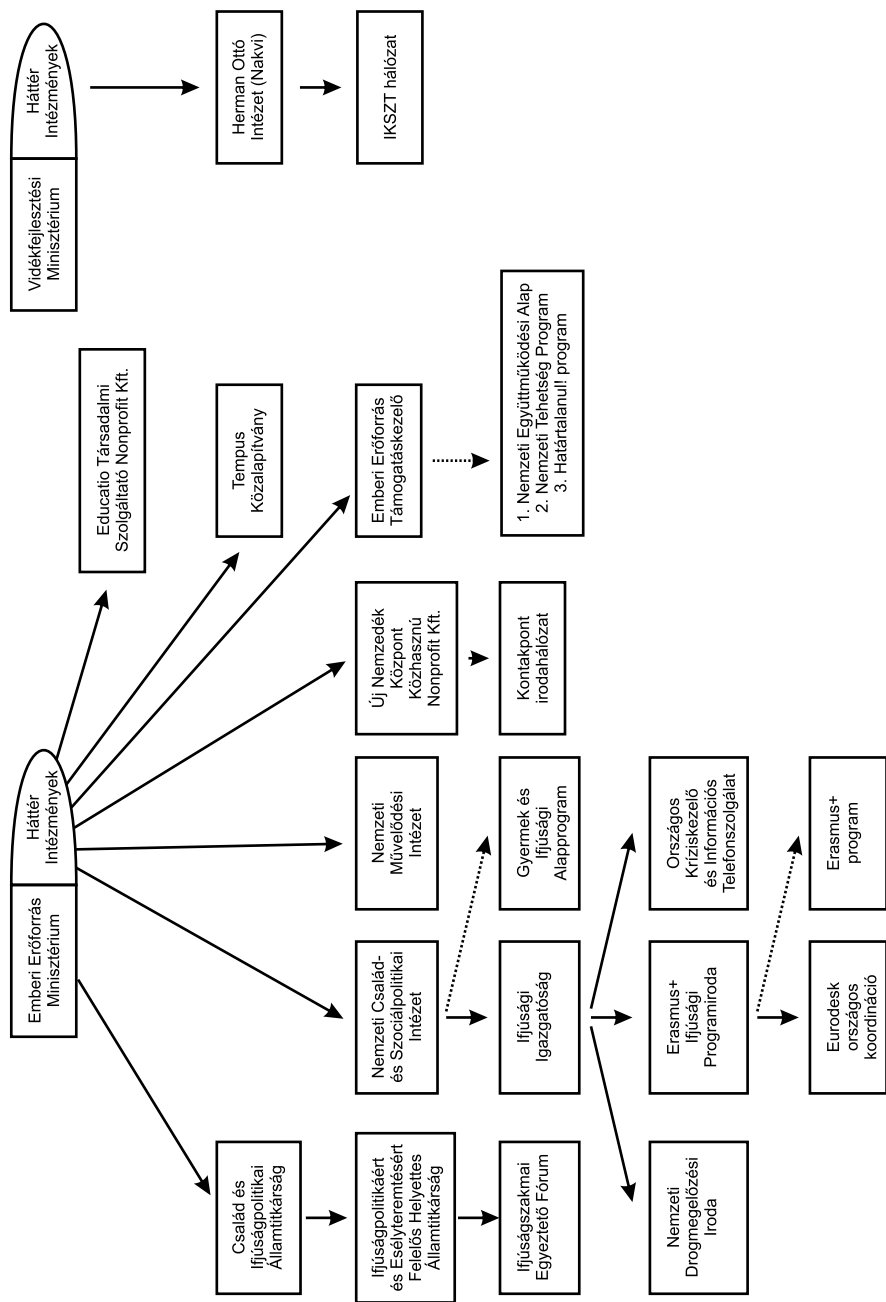 Emberi Erőforrás
Minisztérium
Háttér
Intézmények
Vidékfejlesztési
Minisztérium
Háttér
Intézmények
Educatio Társadalmi
Szolgáltató Nonprofit Kft.
Család és
Ifjúságpolitikai
Államtitkárság
Tempus
Közalapítvány
Herman Ottó
Intézet (Nakvi)
Ifjúságpolitikáért
és Esélyteremtésért
Felelős Helyettes
Államtitkárság
Nemzeti Család-
és Szociálpolitikai
Intézet
Nemzeti
Művelődési
Intézet
Új Nemzedék
Központ
Közhasznú
Nonprofit Kft.
Emberi Erőforrás
Támogatáskezelő
IKSZT hálózat
Ifjúságszakmai
Egyeztető Fórum
Ifjúsági
Igazgatóság
Gyermek és
Ifjúsági
Alapprogram
Kontakpont
irodahálózat
1. Nemzeti Együttműködési Alap
2. Nemzeti Tehetség Program
3. Határtalanul! program
Nemzeti
Drogmegelőzési
Iroda
Erasmus+
Ifjúsági
Programiroda
Országos
Kríziskezelő
és Információs
Telefonszolgálat
Eurodesk
országos
koordináció
Erasmus+
program